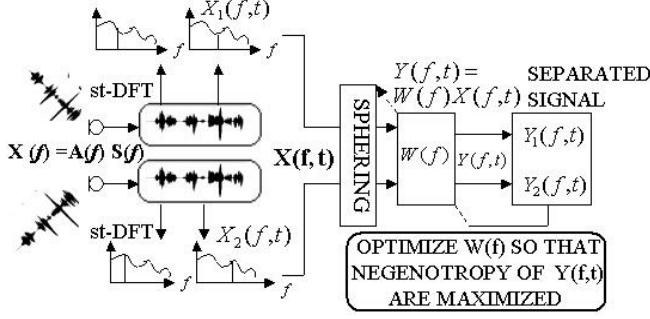 X₁(f,t)
f
f
st-DFT
X (f) =A(f) S(f)
st-DFT
X₂(f,t)
f
f
X(f,t)
SPHERING
Y(f,t) =
W(f)X(f,t)
W(f)
Y(f,t)
SEPARATED
SIGNAL
Y₁(f,t)
Y₂(f,t)
OPTIMIZE W(f) SO THAT
NEGENOTROPY OF Y(f,t)
ARE MAXIMIZED